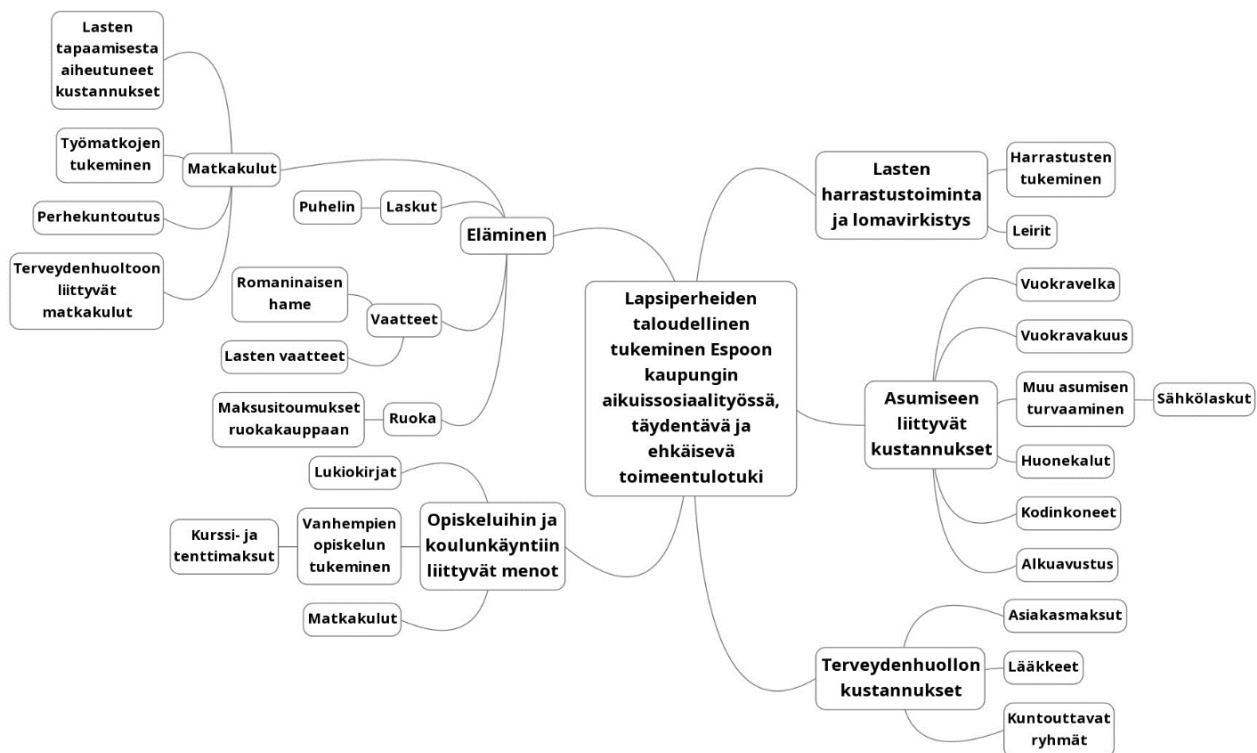 Lasten
tapaamisesta
aiheutuneet
kustannukset
Työmatkojen
tukeminen
Perhekuntoutus
Terveydenhuoltoon
liittyvät
matkakulut
Matkakulut
Puhelin
Laskut
Eläminen
Romaninaisen
hame
Vaatteet
Lasten vaatteet
Maksusitoumukset
ruokakauppaan
Ruoka
Lukiokirjat
Kurssi- ja
tenttimaksut
Vanhempien
opiskelun
tukeminen
Matkakulut
Opiskeluihin ja
koulunkäyntiin
liittyvät menot
Lapsiperheiden
taloudellinen
tukeminen Espoon
kaupungin
aikuissosiaalityössä,
täydentävä ja
ehkäisevä
toimeentulotuki
Lasten
harrastustoiminta
ja lomavirkistys
Harrastusten
tukeminen
Leirit
Asumiseen
liittyvät
kustannukset
Vuokravelka
Vuokravakuus
Muu asumisen
turvaaminen
Sähkölaskut
Huonekalut
Kodinkoneet
Alkuavustus
Terveydenhuollon
kustannukset
Asiakasmaksut
Lääkkeet
Kuntouttavat
ryhmät